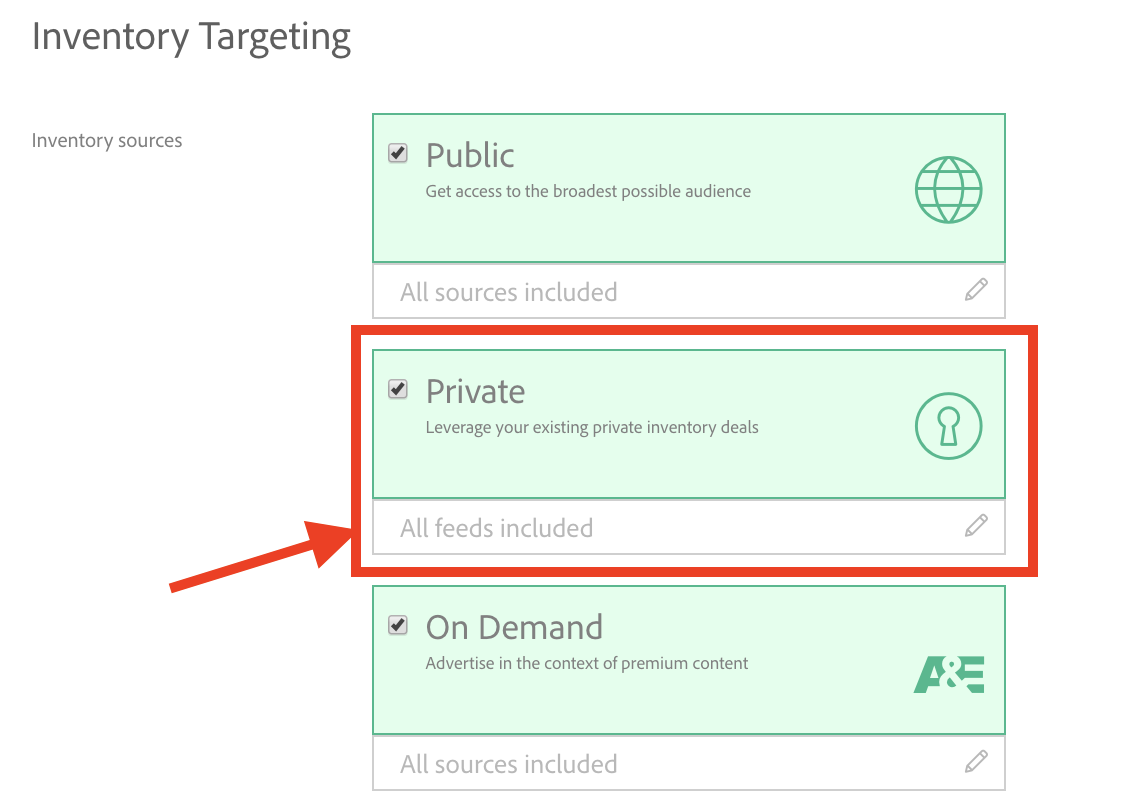 Inventory Targeting
Inventory sources
Public
Get access to the broadest possible audience
All sources included
Private
Leverage your existing private inventory deals
All feeds included
On Demand
Advertise in the context of premium content
A&E
All sources included